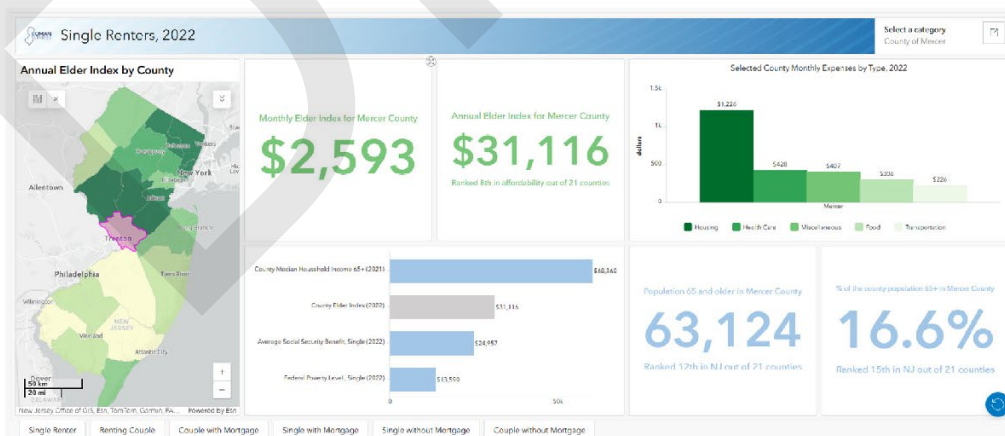 Single Renters, 2022
Select a category
County of Mercer
Annual Elder Index by County
Allentown
New York
Trenton
Philadelphia
Toms River
Wilmington
NEW
JERSEY
Vineland
Atlantic City
Dover
50 km
20 mi
New Jersey Office of GIS, Esri, TomTom, Garmin, FA... Powered by Esri
Monthly Elder Index for Mercer County
$2,593
Annual Elder Index for Mercer County
$31,116
Ranked 8th in affordability out of 21 counties
Selected County Monthly Expenses by Type, 2022
dollars
1.5k
1k
500
0
$1,226
$428
$407
$226
Mercer
Housing
Health Care
Miscellaneous
Food
Transportation
County Median Household Income 65+ (2021)
County Elder Index (2022)
$31,116
Average Social Security Benefit, Single (2022)
$24,957
Federal Poverty Level, Single (2022)
$13,590
0
50k
Population 65 and older in Mercer County
63,124
Ranked 12th in NJ out of 21 counties
% of the county population 65+ in Mercer County
16.6%
Ranked 15th in NJ out of 21 counties
Single Renter
Renting Couple
Couple with Mortgage
Single with Mortgage
Single without Mortgage
Couple without Mortgage